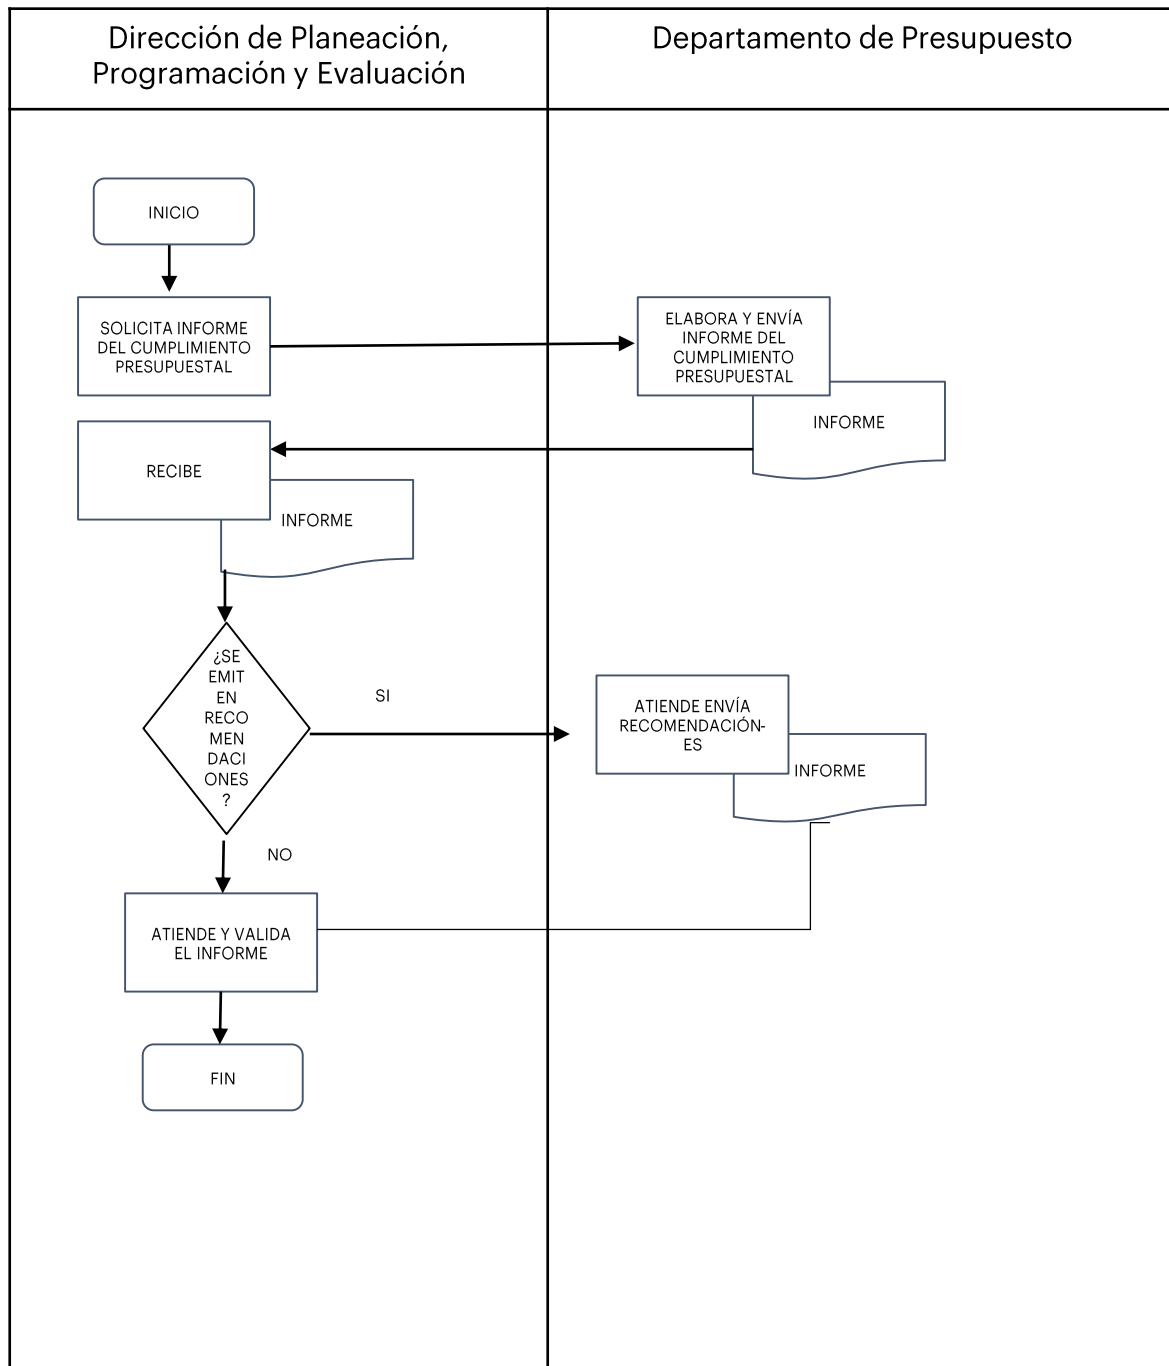 Dirección de Planeación,
Programación y Evaluación
Departamento de Presupuesto
INICIO
SOLICITA INFORME
DEL CUMPLIMIENTO
PRESUPUESTAL
ELABORA Y ENVÍA
INFORME DEL
CUMPLIMIENTO
PRESUPUESTAL
INFORME
RECIBE
INFORME
¿SE
EMIT
EN
RECO
MEN
DACI
ONES
?
SI
ATIENDE ENVÍA
RECOMENDACIÓN-
ES
INFORME
NO
ATIENDE Y VALIDA
EL INFORME
FIN